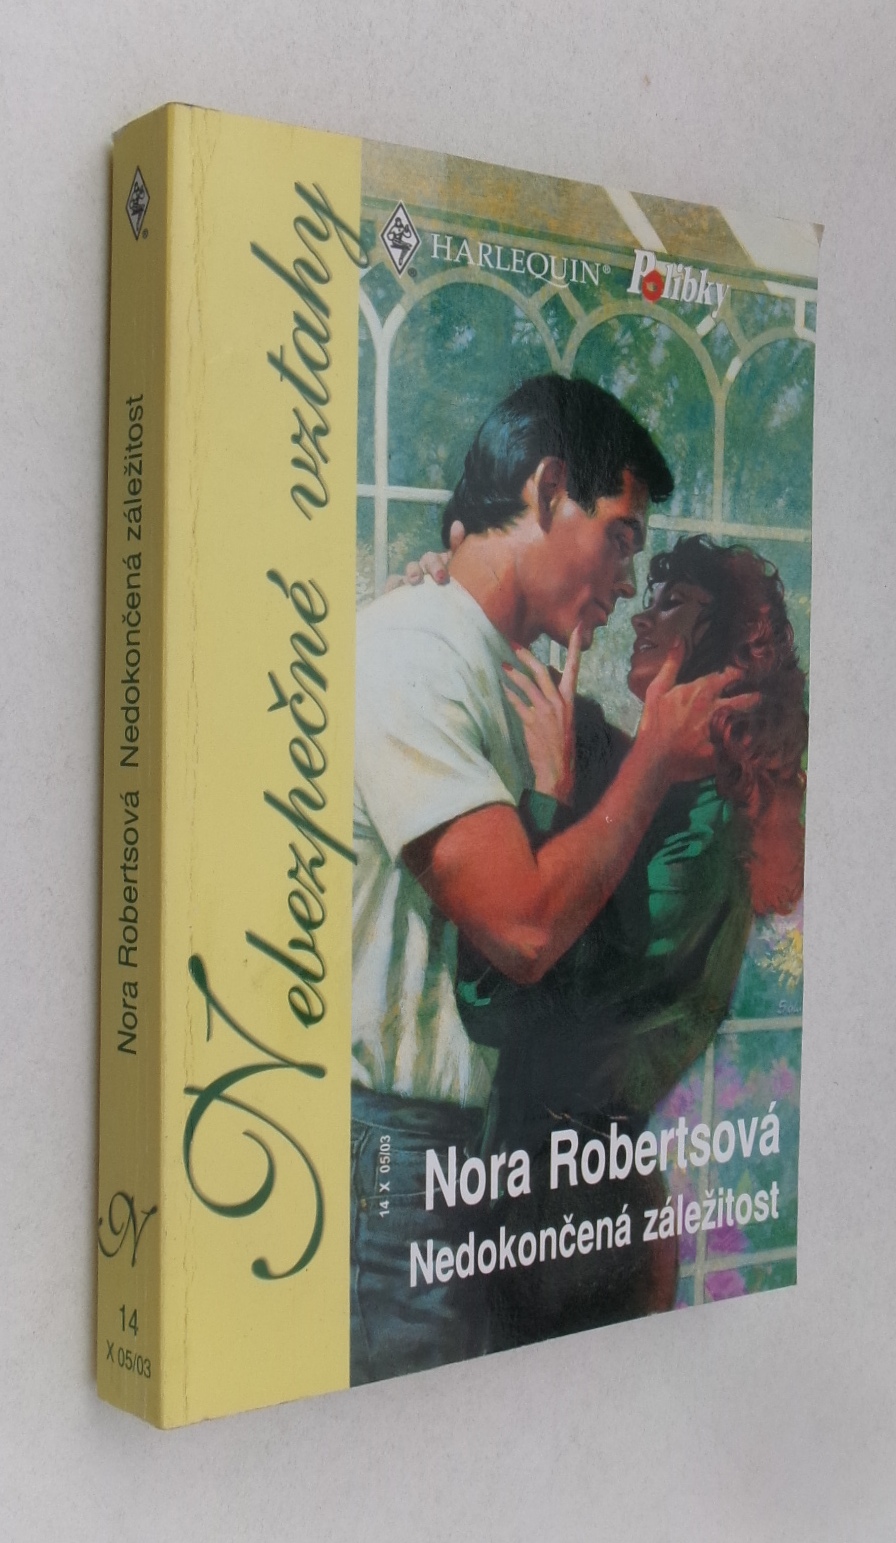 Nora Robertsová Nedokončená záležitost
N
14
X 05/03
Nebezpečné vztahy
HARLEQUIN®
Polibky
14 X 05/03
Nora Robertsová
Nedokončená záležitost